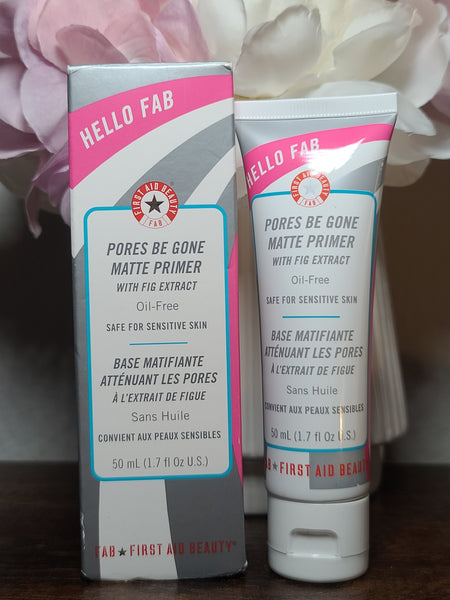 HELLO FAB
FIRST AID BEAUTY
FAB
PORES BE GONE
MATTE PRIMER
WITH FIG EXTRACT
Oil-Free
SAFE FOR SENSITIVE SKIN
BASE MATIFIANTE
ATTÉNUANT LES PORES
À L'EXTRAIT DE FIGUE
Sans Huile
CONVIENT AUX PEAUX SENSIBLES
50 mL (1.7 fl Oz U.S.)
FAB★FIRST AID BEAUTY®
HELLO FAB
FIRST AID BEAUTY
FAB
PORES BE GONE
MATTE PRIMER
WITH FIG EXTRACT
Oil-Free
SAFE FOR SENSITIVE SKIN
BASE MATIFIANTE
ATTÉNUANT LES PORES
À L'EXTRAIT DE FIGUE
Sans Huile
CONVIENT AUX PEAUX SENSIBLES
50 mL (1.7 fl Oz U.S.)
FAB★FIRST AID BEAUTY